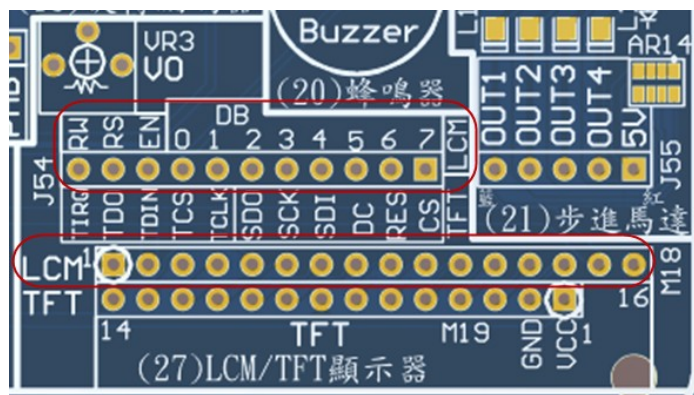 VR3
VO
Buzzer
(20)蜂鳴器
AR14
OUT1
OUT2
OUT3
OUT4
5V
J55
DB
RW
RS
EN
0 1 2 3 4 5 6 7
LCM
J54
TIRQ
TDO
TDIN
TCS
TCLK
SDO
SCK
SDI
DC
RES
CS
TFT
藍 紅
(21)步進馬達
LCM 1
M18
TFT
16
14 TFT M19 GND VCC 1
(27)LCM/TFT顯示器